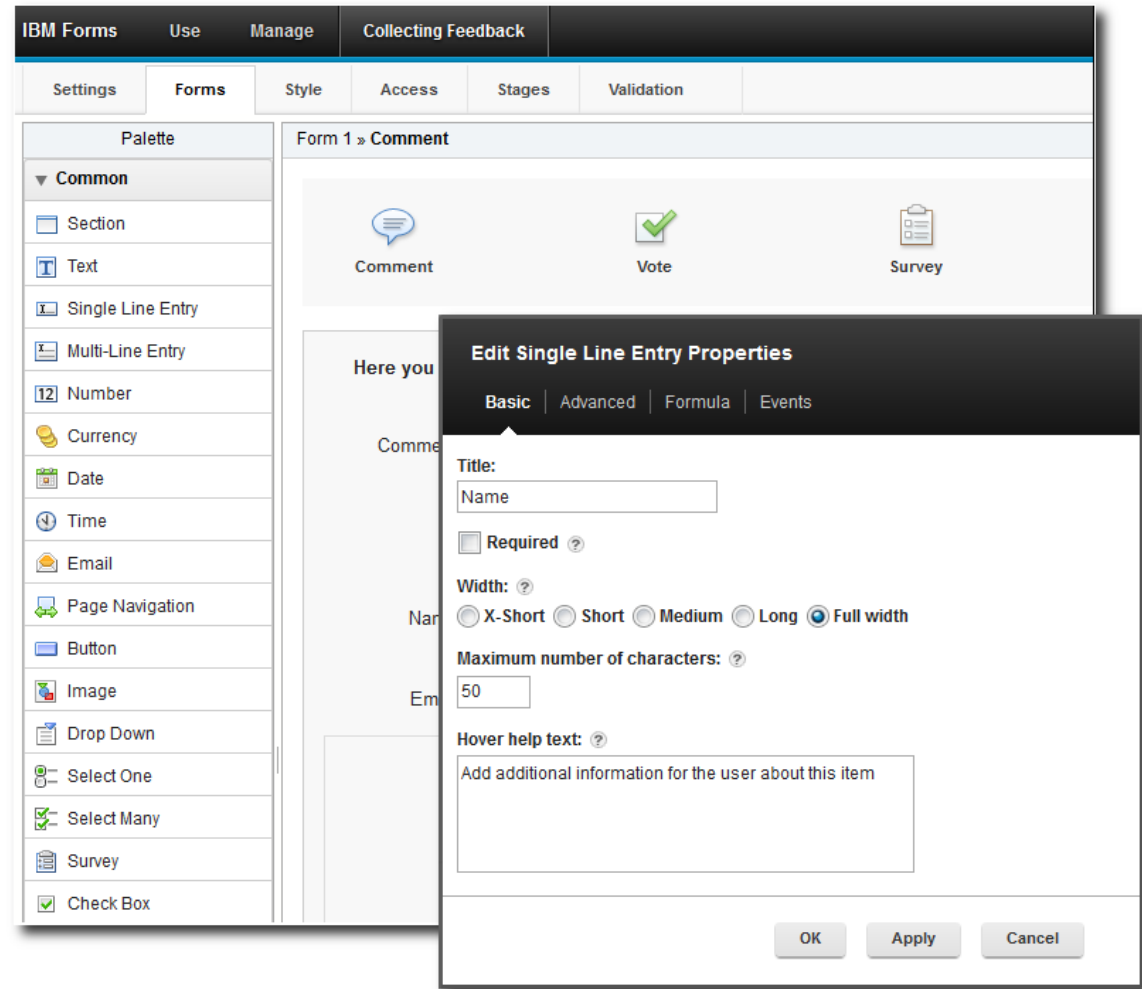 IBM Forms Use Manage Collecting Feedback
Settings Forms Style Access Stages Validation
Palette
Common
Section
Text
Single Line Entry
Multi-Line Entry
12 Number
Currency
Date
Time
Email
Page Navigation
Button
Image
Drop Down
Select One
Select Many
Survey
Check Box
Form 1 » Comment
Comment Vote Survey
Here you
Comme
Nar
Em
Edit Single Line Entry Properties
Basic Advanced Formula Events
Title:
Name
Required ?
Width: ?
X-Short Short Medium Long Full width
Maximum number of characters: ?
50
Hover help text: ?
Add additional information for the user about this item
OK Apply Cancel